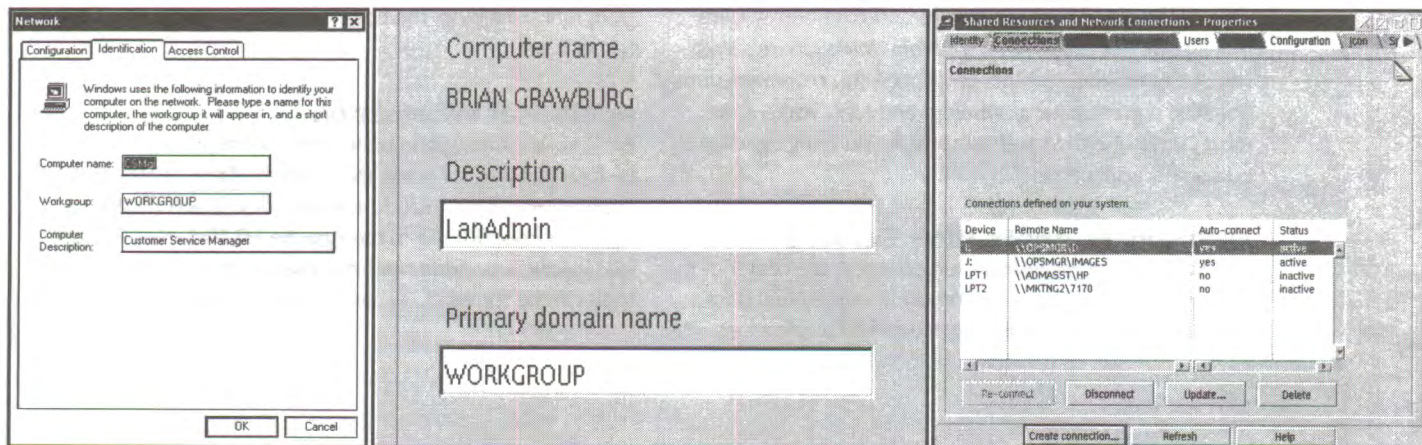 Network
Configuration Identification Access Control
Windows uses the following information to identify your
computer on the network. Please type a name for this
computer, the workgroup it will appear in, and a short
description of the computer.
Computer name:
Workgroup: WORKGROUP
Computer
Description: Customer Service Manager
OK Cancel
Computer name
BRIAN GRAWBURG
Description
LanAdmin
Primary domain name
WORKGROUP
Shared Resources and Network Connections - Properties
Identity Connections Users Configuration Icon
Connections
Connections defined on your system.
Device Remote Name Auto-connect Status
yes active
J: \\OPSMGR\IMAGES yes active
LPT1 \\ADMASST\HP no inactive
LPT2 \\MKTNG2\7170 no inactive
Re-connect Disconnect Update... Delete
Create connection... Refresh Help